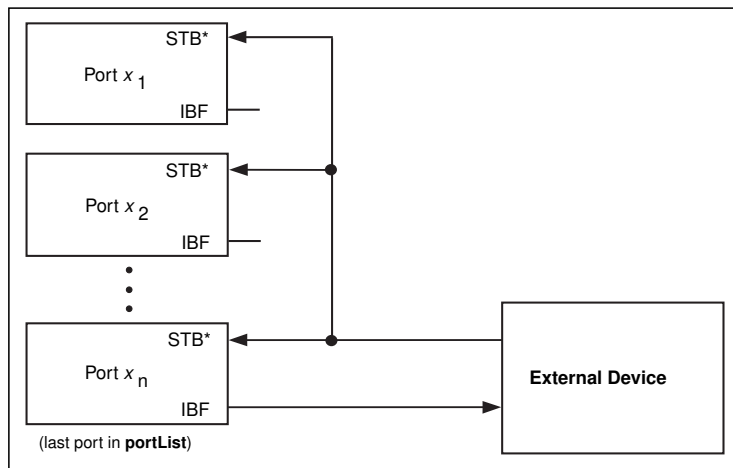 STB*
Port x 1
IBF
STB*
Port x 2
IBF
STB*
Port x n
IBF
External Device
(last port in portList)